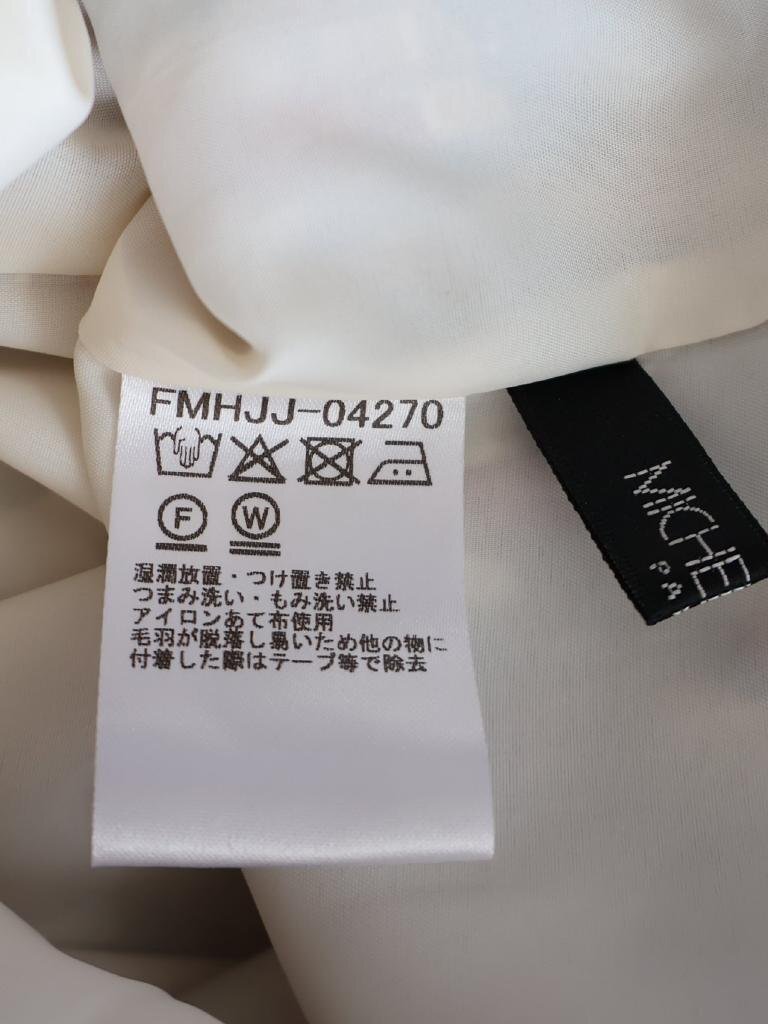 FMHJJ-04270
F W
湿潤放置・つけ置き禁止
つまみ洗い・もみ洗い禁止
アイロンあて布使用
毛羽が脱落し易いため他の物に
付着した際はテープ等で除去
MICHE
PA